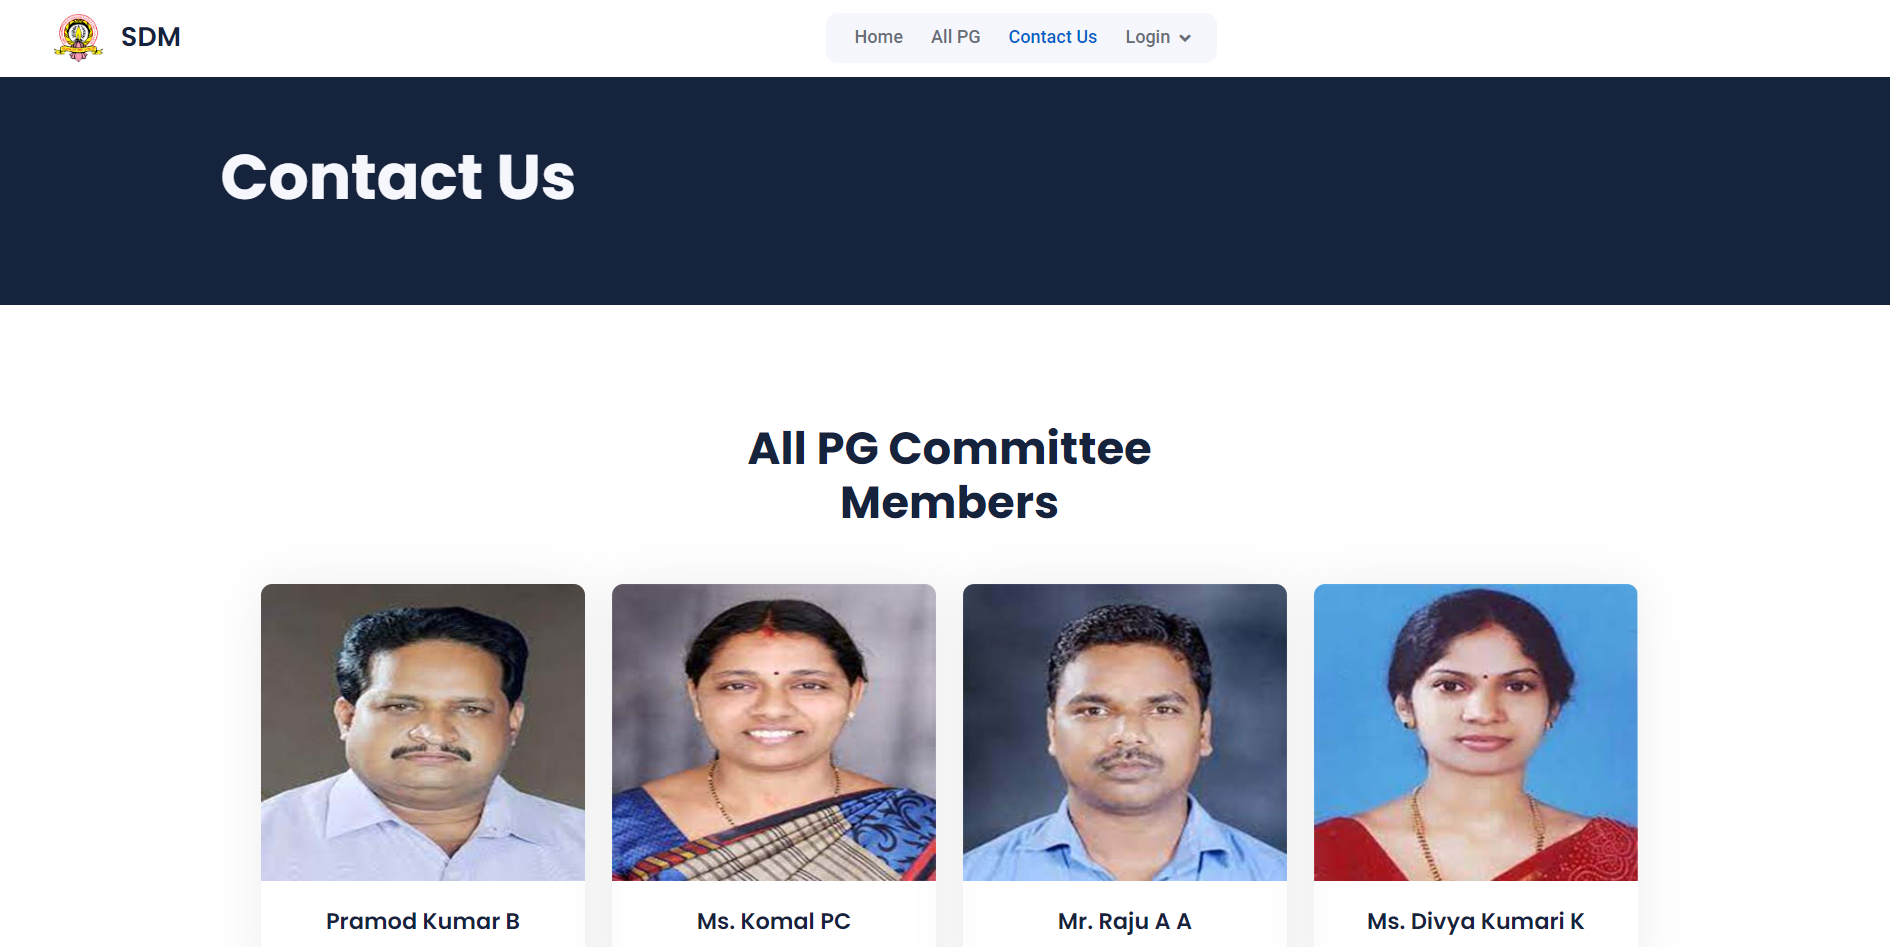 SDM
Home All PG Contact Us Login
Contact Us
All PG Committee
Members
Pramod Kumar B
Ms. Komal PC
Mr. Raju A A
Ms. Divya Kumari K